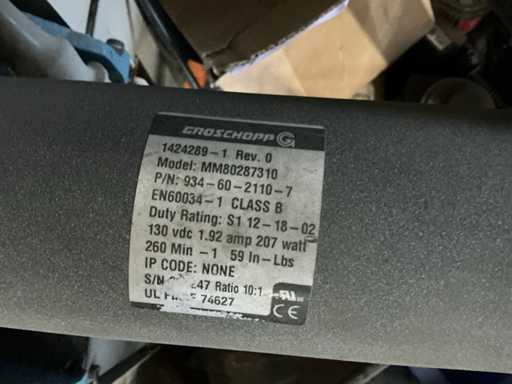 GROSCHOPP G
1424289-1 Rev. 0
Model: MM80287310
P/N: 934-60-2110-7
EN60034-1 CLASS B
Duty Rating: S1 12-18-02
130 vdc 1.92 amp 207 watt
260 Min -1 59 In-Lbs
IP CODE: NONE
S/N 247 Ratio 10:1
UL 74627
CE